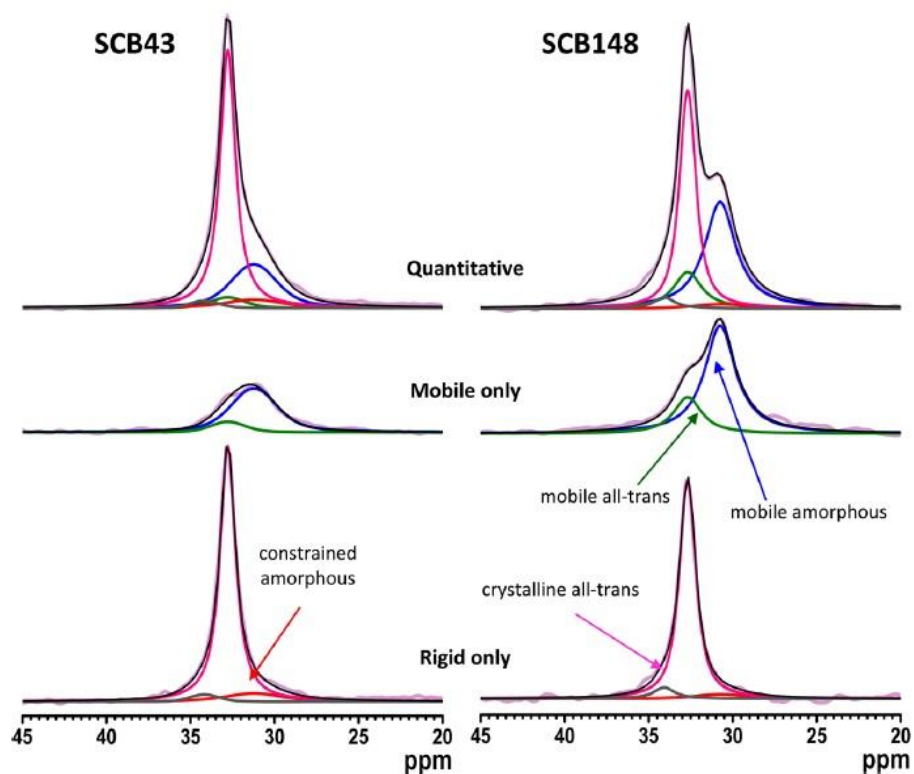 SCB43 SCB148
Quantitative
Mobile only
mobile all-trans
mobile amorphous
constrained
amorphous
crystalline all-trans
Rigid only
45 40 35 30 25 20 45 40 35 30 25 20
ppm ppm